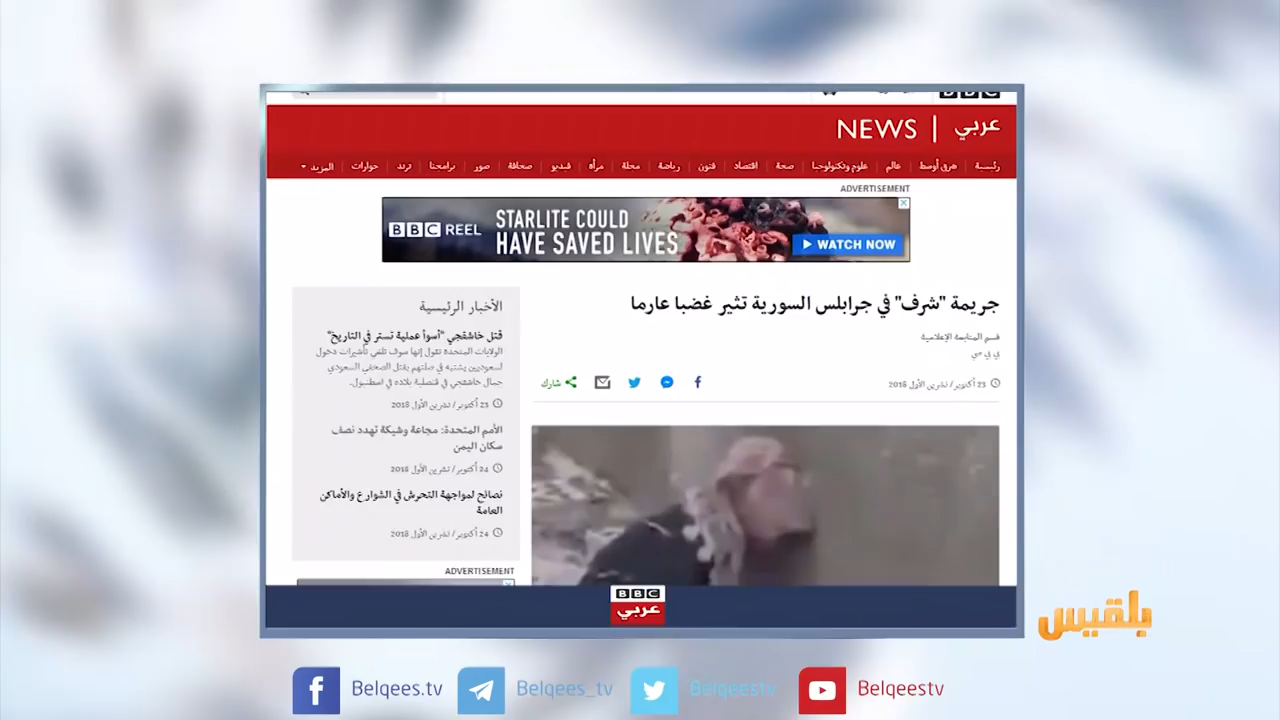 BBC
NEWS | عربي
رئيسية | شرق أوسط | عالم | علوم وتكنولوجيا | صحة | اقتصاد | فنون | رياضة | مجلة | مرأة | فيديو | صحافة | صور | برامجنا | ترند | حوارات | المزيد
ADVERTISEMENT
BBC REEL
STARLITE COULD
HAVE SAVED LIVES
WATCH NOW
جريمة "شرف" في جرابلس السورية تثير غضبا عارما
قسم المتابعة الإعلامية
بي بي سي
23 أكتوبر/ تشرين الأول 2018
شارك
الأخبار الرئيسية
قتل خاشقجي "أسوأ عملية تستر في التاريخ"
الولايات المتحدة تقول إنها سوف تلغي تأشيرات دخول
لسعوديين يشتبه في صلتهم بقتل الصحفي السعودي
جمال خاشقجي في قنصلية بلاده في اسطنبول.
23 أكتوبر/ تشرين الأول 2018
الأمم المتحدة: مجاعة وشيكة تهدد نصف
سكان اليمن
24 أكتوبر/ تشرين الأول 2018
نصائح لمواجهة التحرش في الشوارع والأماكن
العامة
24 أكتوبر/ تشرين الأول 2018
ADVERTISEMENT
BBC
عربي
بلقيس
Belqees.tv
Belqees_tv
Belqeestv
Belqeestv